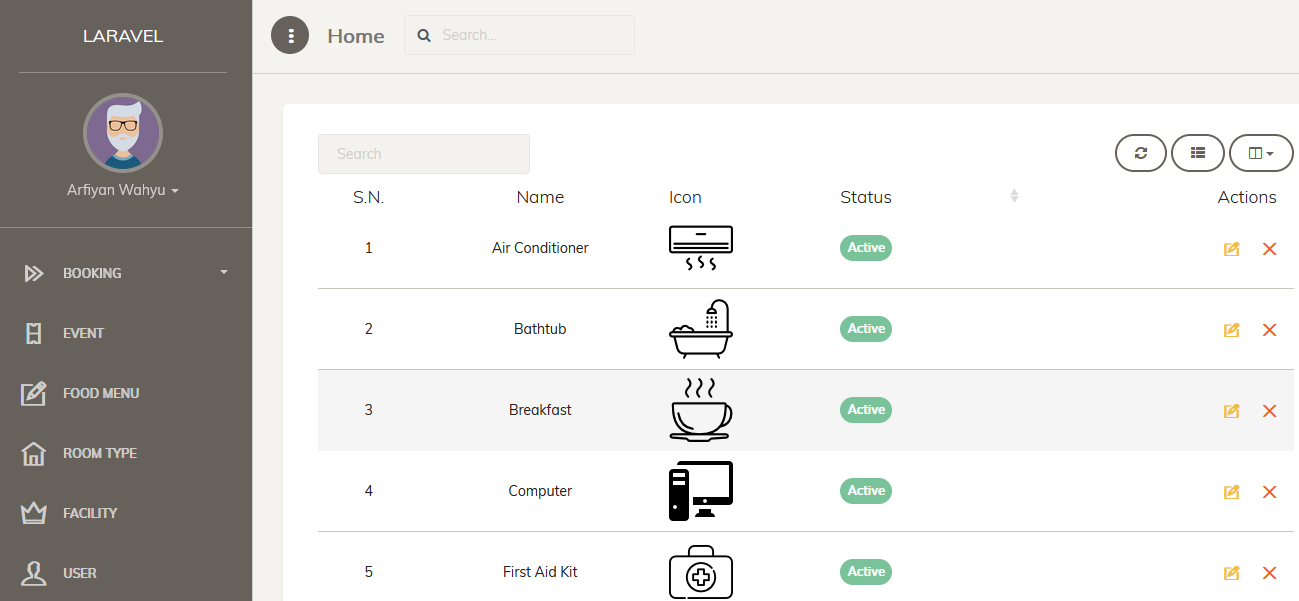 LARAVEL
Arfiyan Wahyu
BOOKING
EVENT
FOOD MENU
ROOM TYPE
FACILITY
USER
Home
Search...
Search
S.N. Name Icon Status Actions
1 Air Conditioner Active
2 Bathtub Active
3 Breakfast Active
4 Computer Active
5 First Aid Kit Active